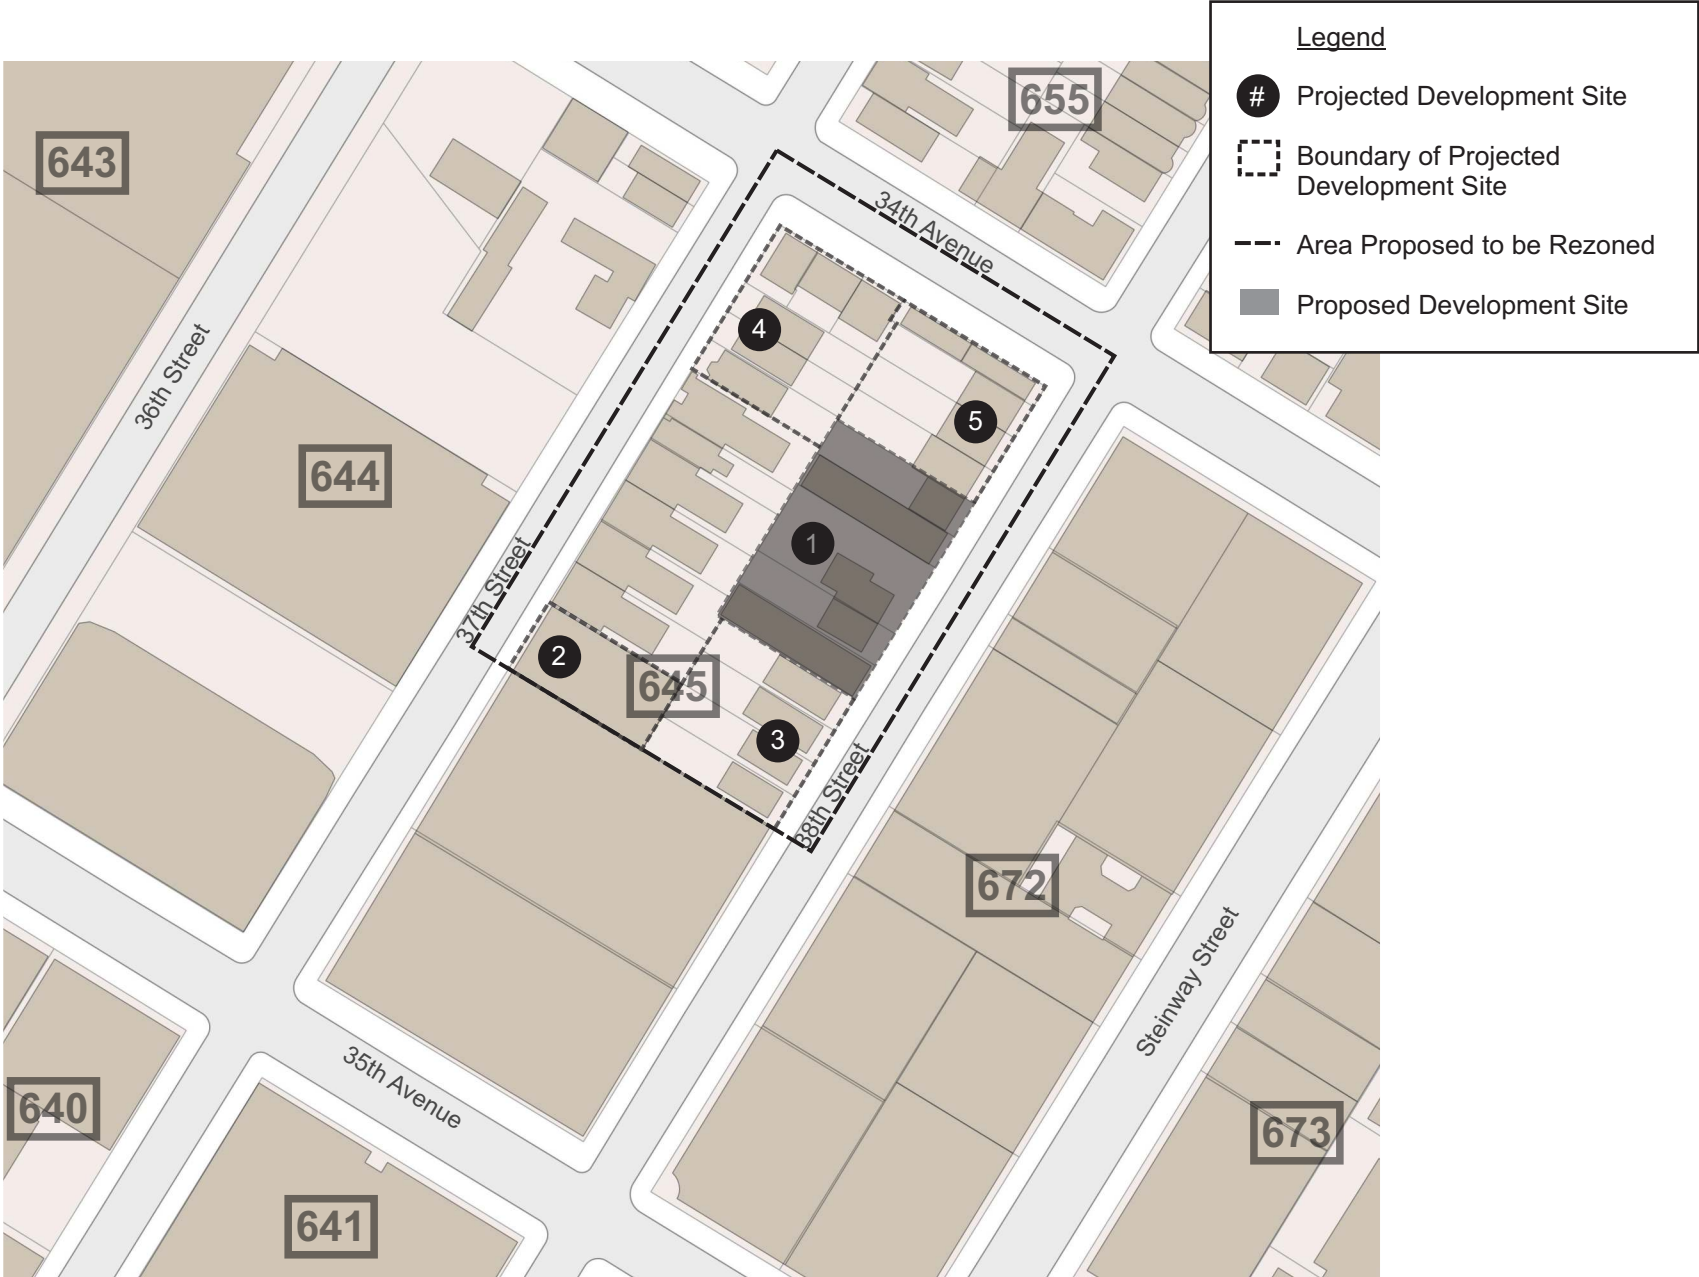 Legend
# Projected Development Site
Boundary of Projected
Development Site
Area Proposed to be Rezoned
Proposed Development Site
655
643
34th Avenue
4
36th Street
5
644
1
37th Street
2
645
3
38th Street
672
Steinway Street
35th Avenue
640
673
641